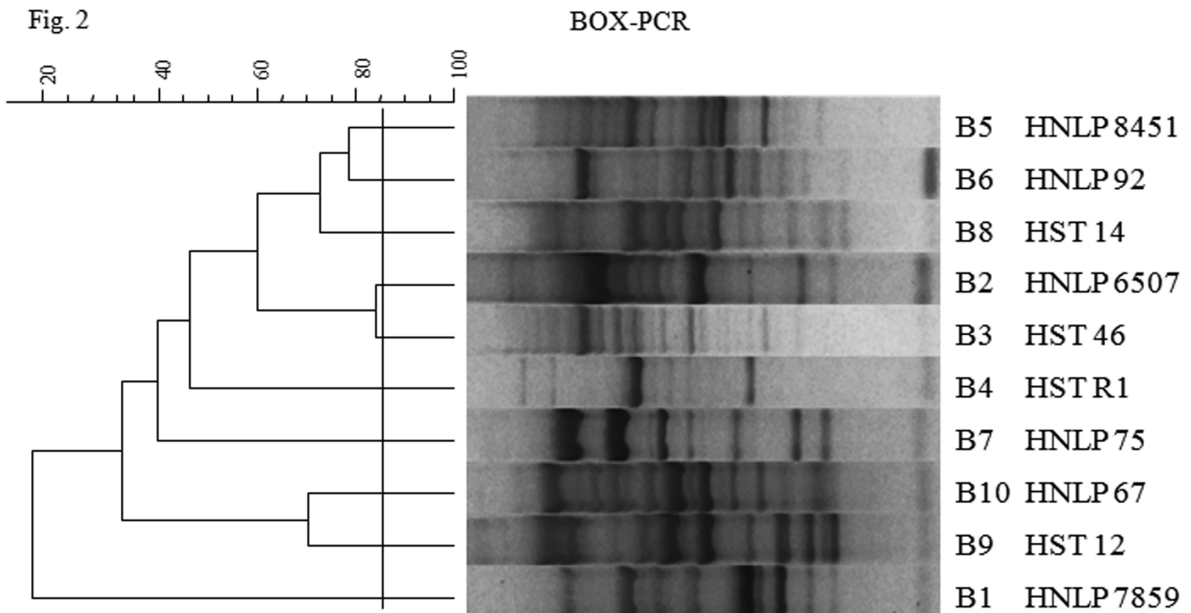 Fig. 2 BOX-PCR
20 40 60 80 100
B5 HNLP 8451
B6 HNLP 92
B8 HST 14
B2 HNLP 6507
B3 HST 46
B4 HST R1
B7 HNLP 75
B10 HNLP 67
B9 HST 12
B1 HNLP 7859